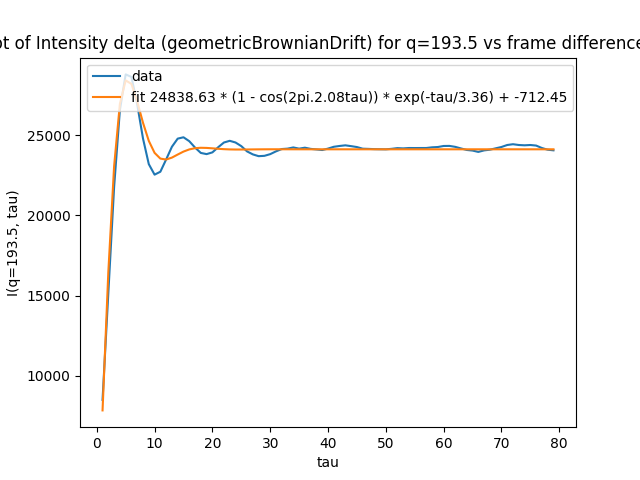 of Intensity delta (geometricBrownianDrift) for q=193.5 vs frame difference
data
fit 24838.63 * (1 - cos(2pi.2.08tau)) * exp(-tau/3.36) + -712.45
I(q=193.5, tau)
25000
20000
15000
10000
0 10 20 30 40 50 60 70 80
tau